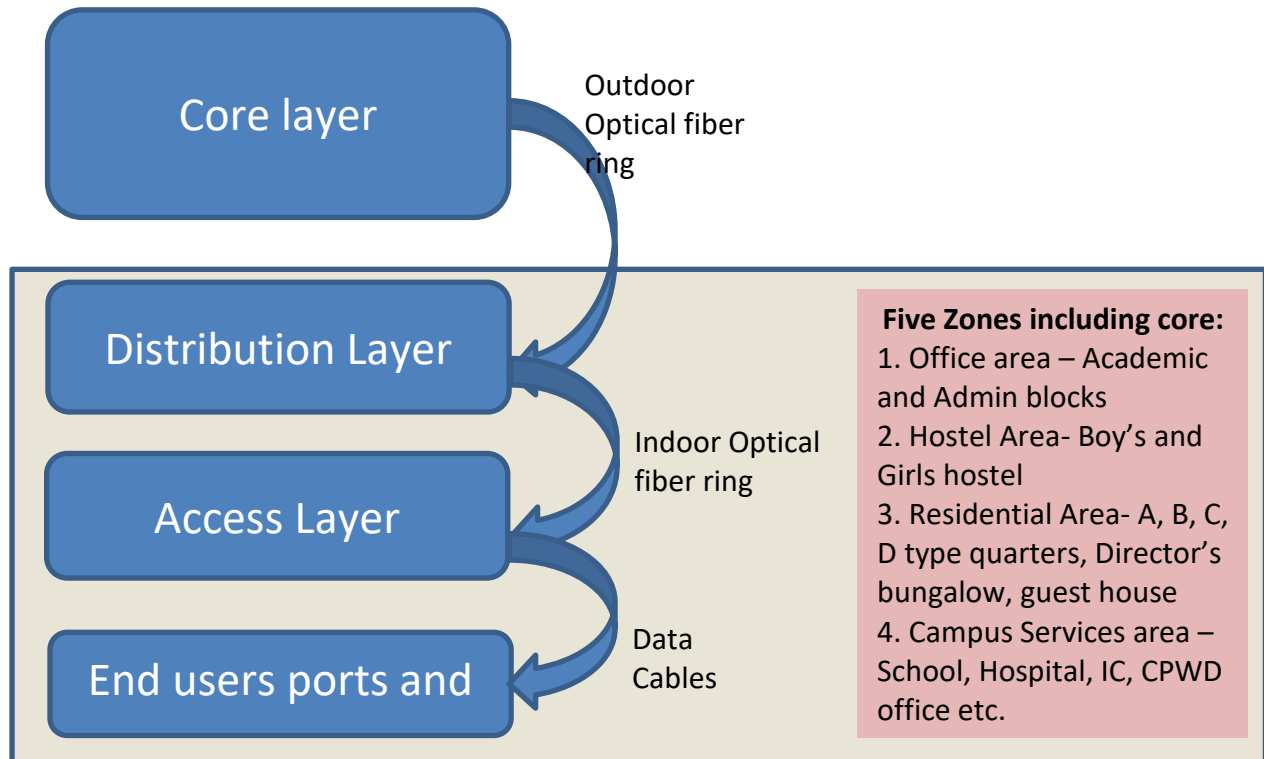 Core layer
Outdoor
Optical fiber
ring
Distribution Layer
Indoor Optical
fiber ring
Access Layer
Data
Cables
End users ports and
Five Zones including core:
1. Office area – Academic
and Admin blocks
2. Hostel Area- Boy’s and
Girls hostel
3. Residential Area- A, B, C,
D type quarters, Director’s
bungalow, guest house
4. Campus Services area –
School, Hospital, IC, CPWD
office etc.